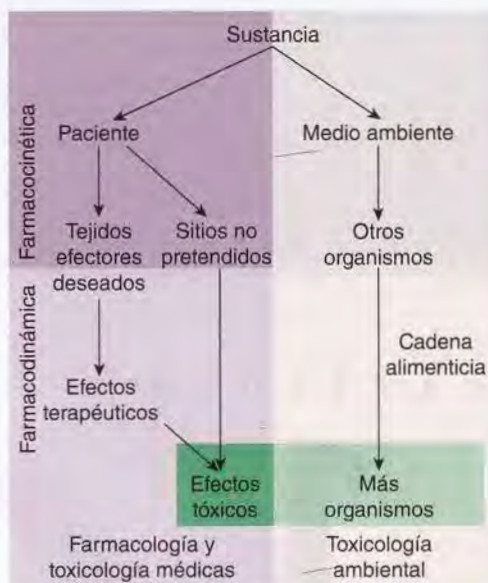 Sustancia
Paciente
Medio ambiente
Farmacocinética
Tejidos
efectores
deseados
Sitios no
pretendidos
Otros
organismos
Farmacodinámica
Cadena
alimenticia
Efectos
terapéuticos
Efectos
tóxicos
Más
organismos
Farmacología y
toxicología médicas
Toxicología
ambiental